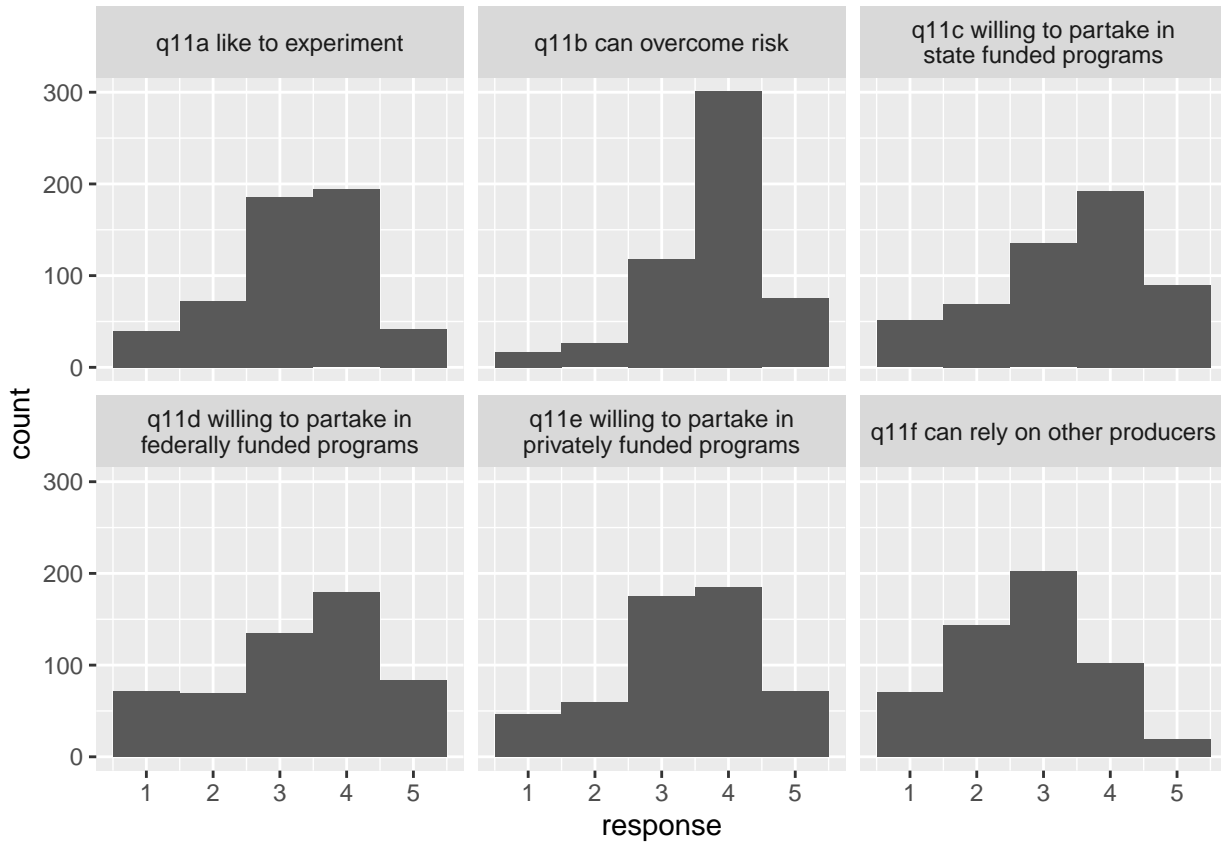 q11a like to experiment
q11b can overcome risk
q11c willing to partake in
state funded programs
300
200
100
0
q11d willing to partake in
federally funded programs
q11e willing to partake in
privately funded programs
q11f can rely on other producers
300
200
100
0
count
1 2 3 4 5
1 2 3 4 5
1 2 3 4 5
response